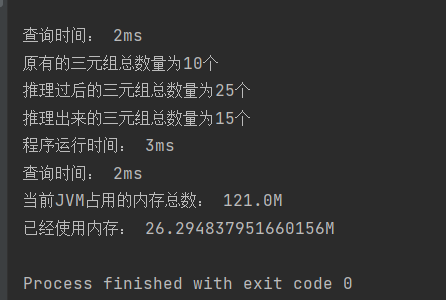 查询时间： 2ms
原有的三元组总数量为10个
推理过后的三元组总数量为25个
推理出来的三元组总数量为15个
程序运行时间： 3ms
查询时间： 2ms
当前JVM占用的内存总数： 121.0M
已经使用内存： 26.294837951660156M
Process finished with exit code 0